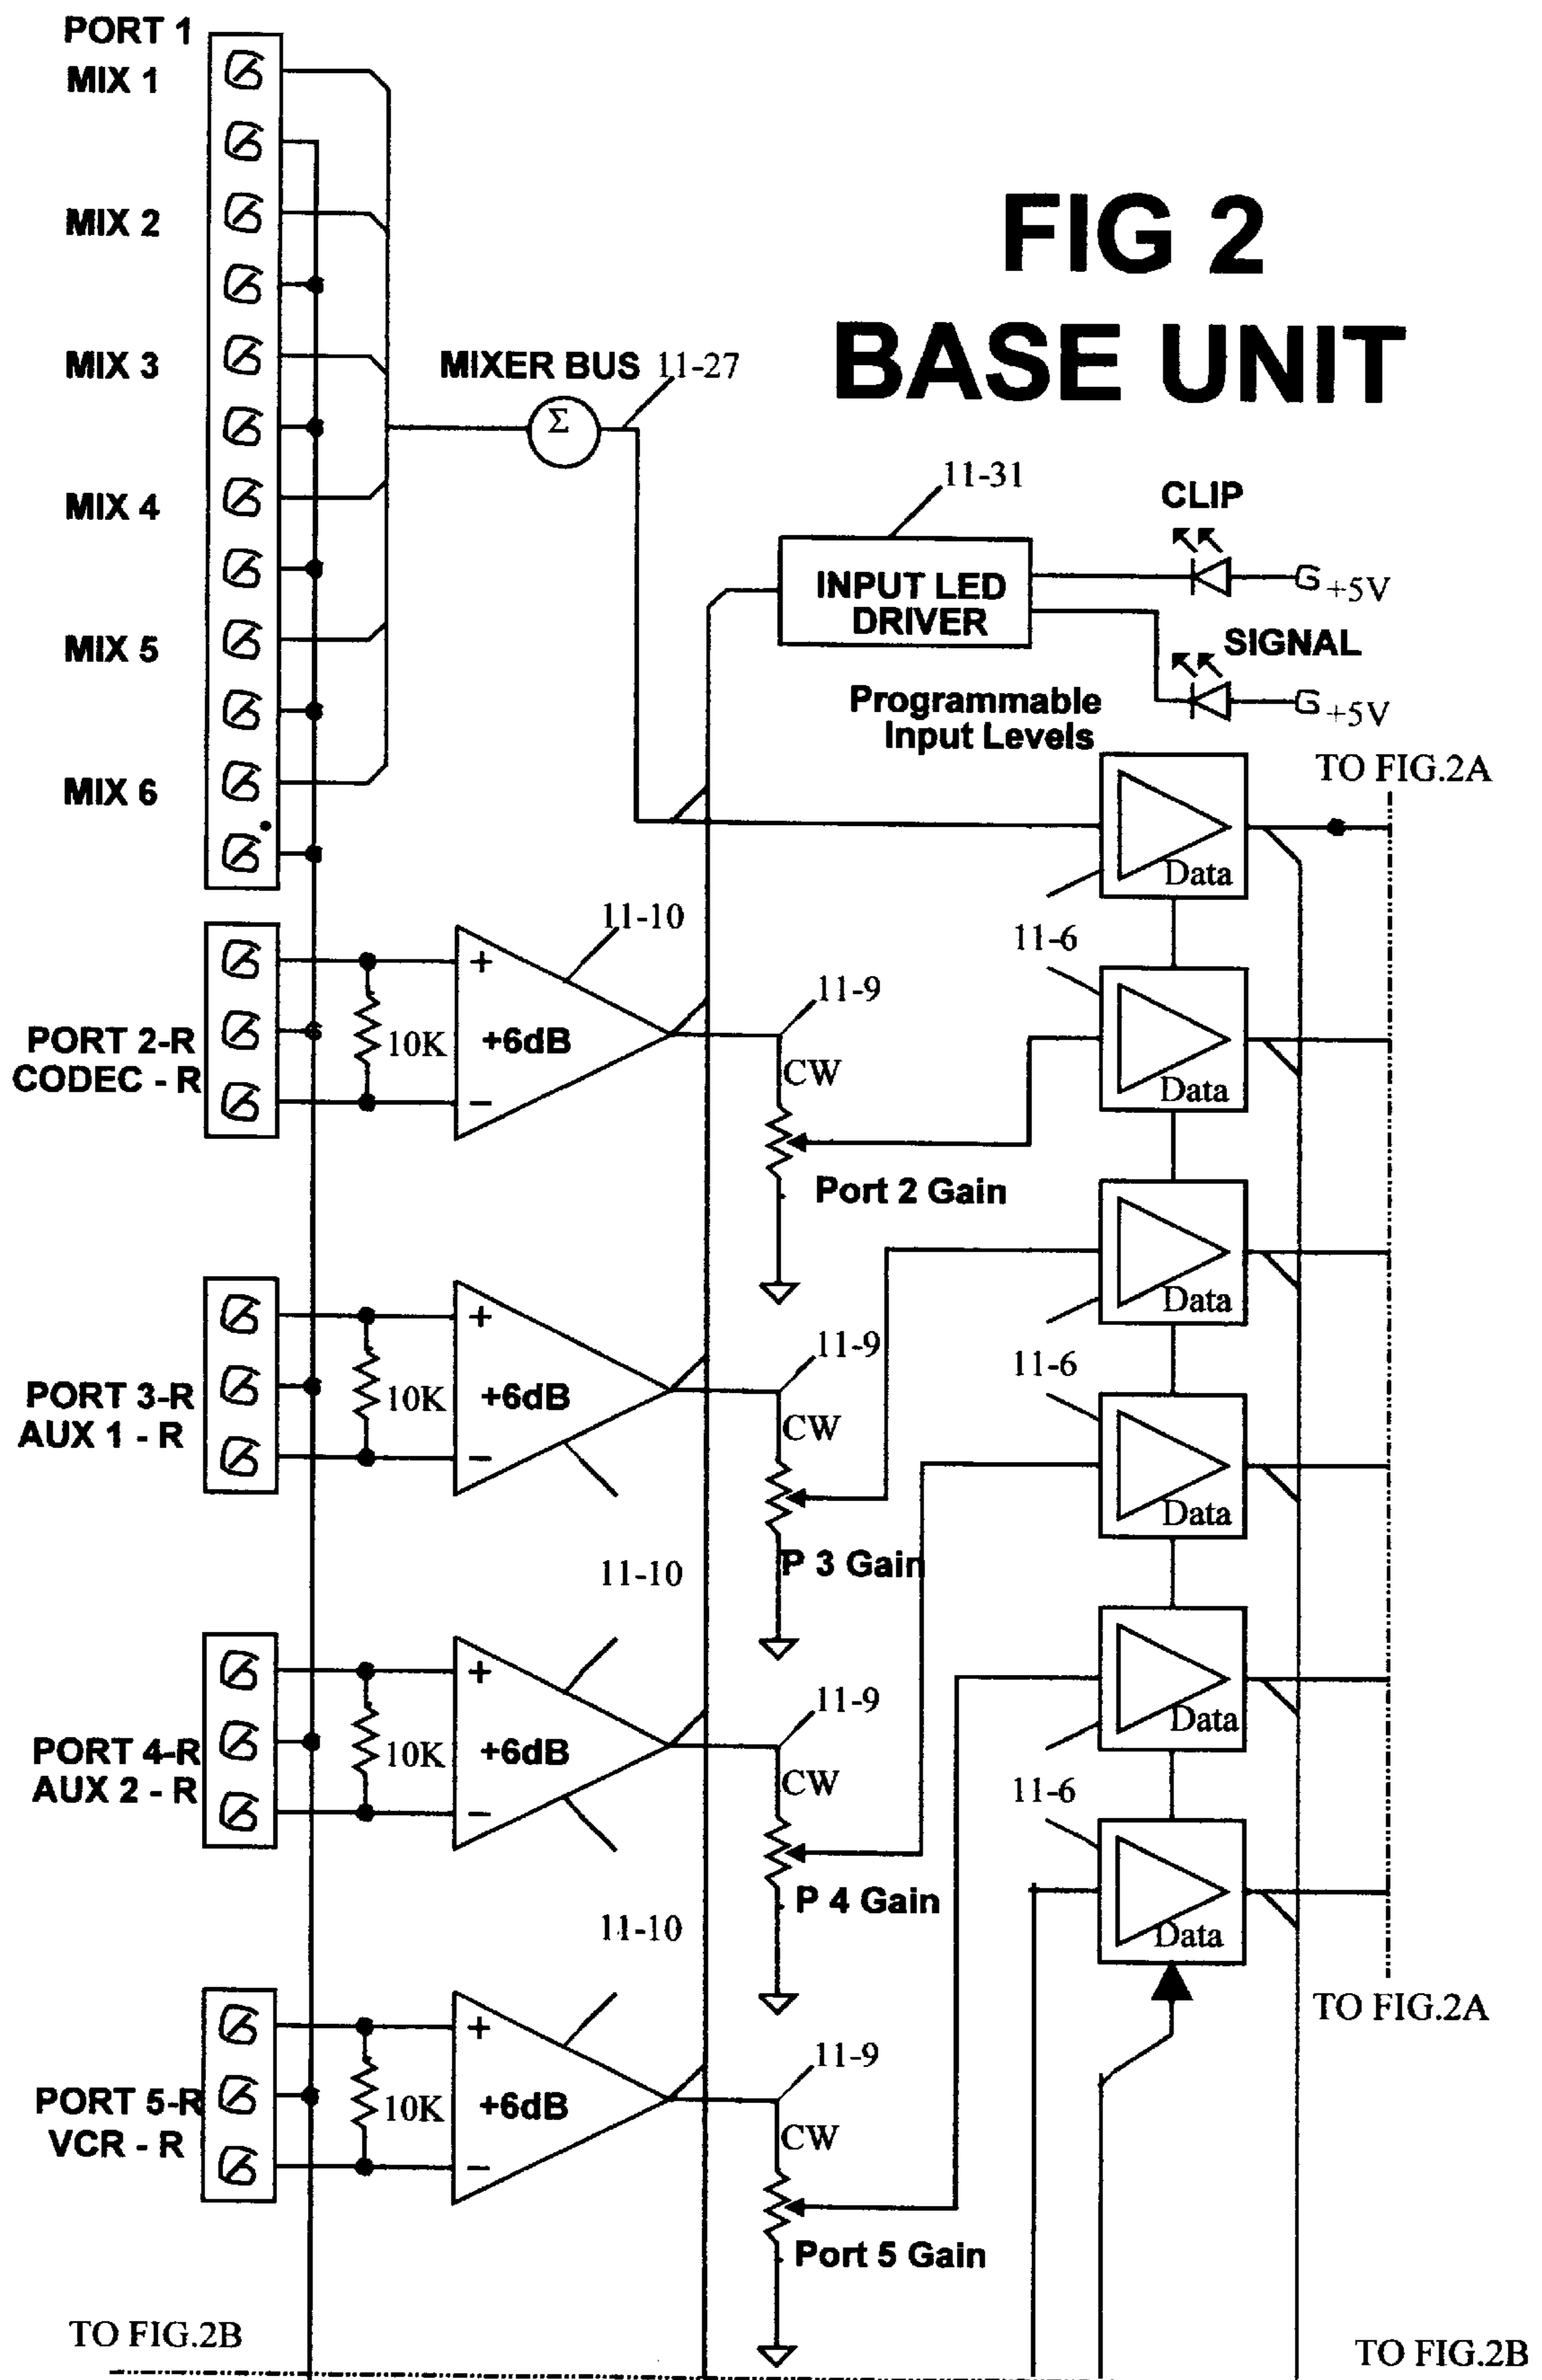 PORT 1
MIX 1
MIX 2
FIG 2
BASE UNIT
MIX 3
MIXER BUS 11-27
Σ
11-31
CLIP
MIX 4
INPUT LED
DRIVER
+5V
SIGNAL
MIX 5
Programmable
Input Levels
+5V
MIX 6
TO FIG.2A
Data
11-10
11-6
+
11-9
PORT 2-R
CODEC - R
10K
+6dB
CW
Data
−
Port 2 Gain
Data
+
11-9
11-6
PORT 3-R
AUX 1 - R
10K
+6dB
CW
−
Data
P 3 Gain
11-10
+
11-9
Data
PORT 4-R
AUX 2 - R
10K
+6dB
CW
11-6
−
P 4 Gain
11-10
Data
TO FIG.2A
+
11-9
PORT 5-R
VCR - R
10K
+6dB
CW
−
Port 5 Gain
TO FIG.2B
TO FIG.2B